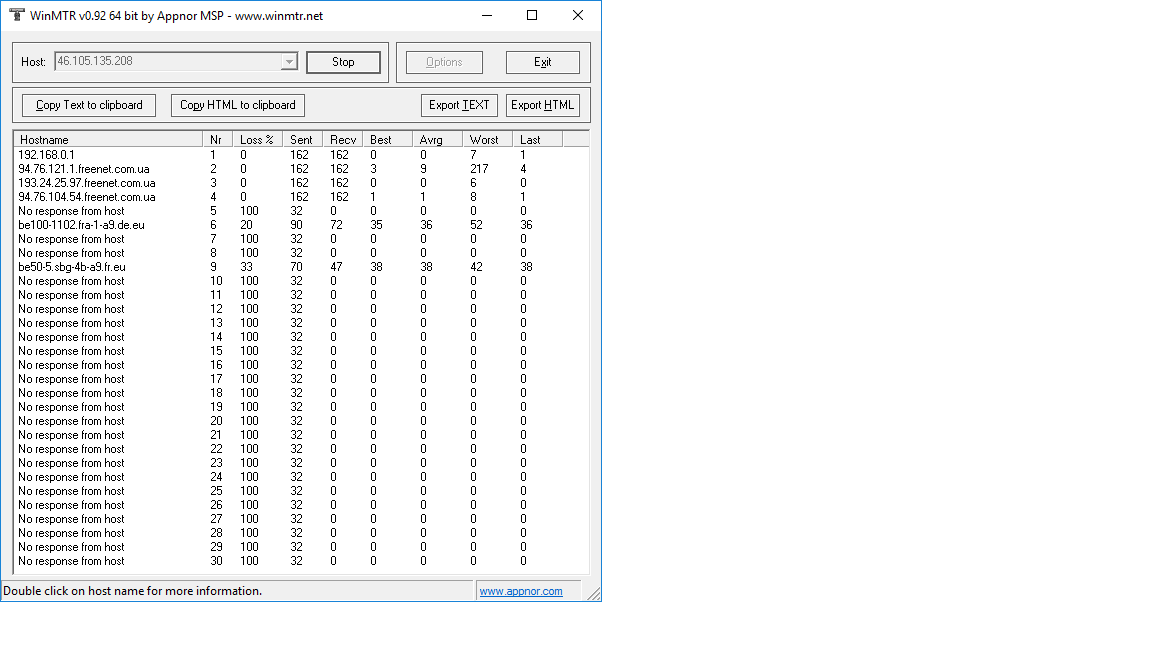 WinMTR v0.92 64 bit by Appnor MSP - www.winmtr.net
Host: 46.105.135.208 Stop Options Exit
Copy Text to clipboard Copy HTML to clipboard Export TEXT Export HTML
Hostname Nr Loss % Sent Recv Best Avrg Worst Last
192.168.0.1 1 0 162 162 0 0 7 1
94.76.121.1.freenet.com.ua 2 0 162 162 3 9 217 4
193.24.25.97.freenet.com.ua 3 0 162 162 0 0 6 0
94.76.104.54.freenet.com.ua 4 0 162 162 1 1 8 1
No response from host 5 100 32 0 0 0 0 0
be100-1102.fra-1-a9.de.eu 6 20 90 72 35 36 52 36
No response from host 7 100 32 0 0 0 0 0
No response from host 8 100 32 0 0 0 0 0
be50-5.sbg-4b-a9.fr.eu 9 33 70 47 38 38 42 38
No response from host 10 100 32 0 0 0 0 0
No response from host 11 100 32 0 0 0 0 0
No response from host 12 100 32 0 0 0 0 0
No response from host 13 100 32 0 0 0 0 0
No response from host 14 100 32 0 0 0 0 0
No response from host 15 100 32 0 0 0 0 0
No response from host 16 100 32 0 0 0 0 0
No response from host 17 100 32 0 0 0 0 0
No response from host 18 100 32 0 0 0 0 0
No response from host 19 100 32 0 0 0 0 0
No response from host 20 100 32 0 0 0 0 0
No response from host 21 100 32 0 0 0 0 0
No response from host 22 100 32 0 0 0 0 0
No response from host 23 100 32 0 0 0 0 0
No response from host 24 100 32 0 0 0 0 0
No response from host 25 100 32 0 0 0 0 0
No response from host 26 100 32 0 0 0 0 0
No response from host 27 100 32 0 0 0 0 0
No response from host 28 100 32 0 0 0 0 0
No response from host 29 100 32 0 0 0 0 0
No response from host 30 100 32 0 0 0 0 0
Double click on host name for more information. www.appnor.com